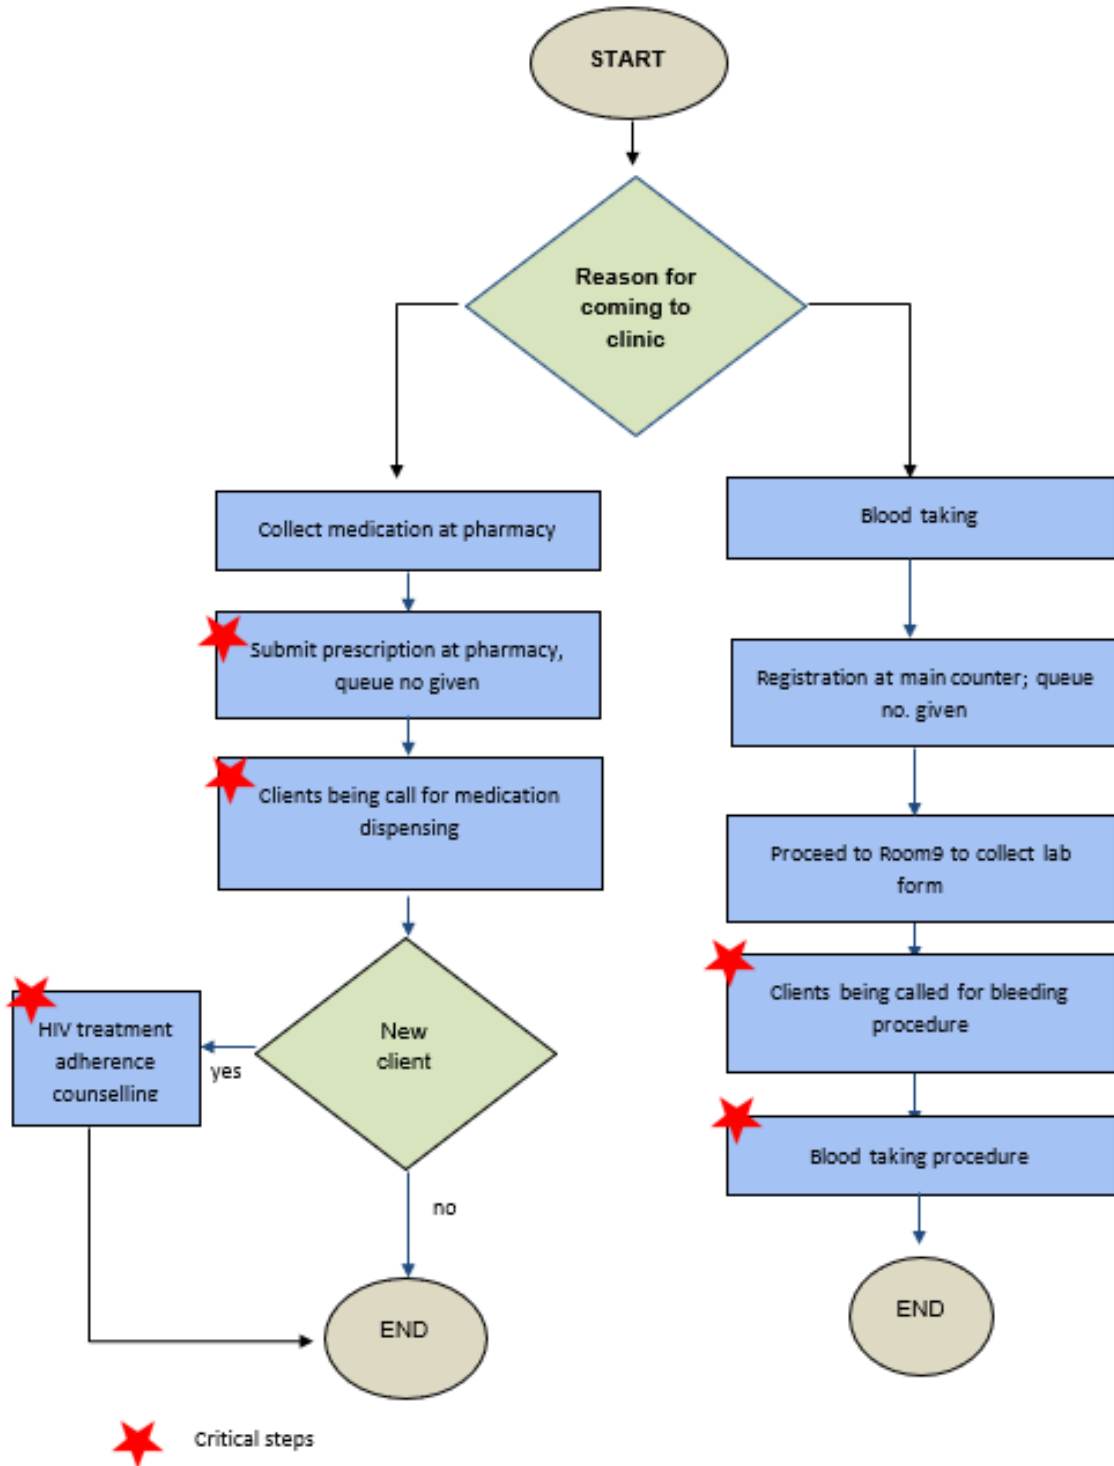 START
Reason for
coming to
clinic
Collect medication at pharmacy
Submit prescription at pharmacy,
queue no given
Clients being call for medication
dispensing
New
client
yes
HIV treatment
adherence
counselling
no
END
Blood taking
Registration at main counter; queue
no. given
Proceed to Room9 to collect lab
form
Clients being called for bleeding
procedure
Blood taking procedure
END
Critical steps